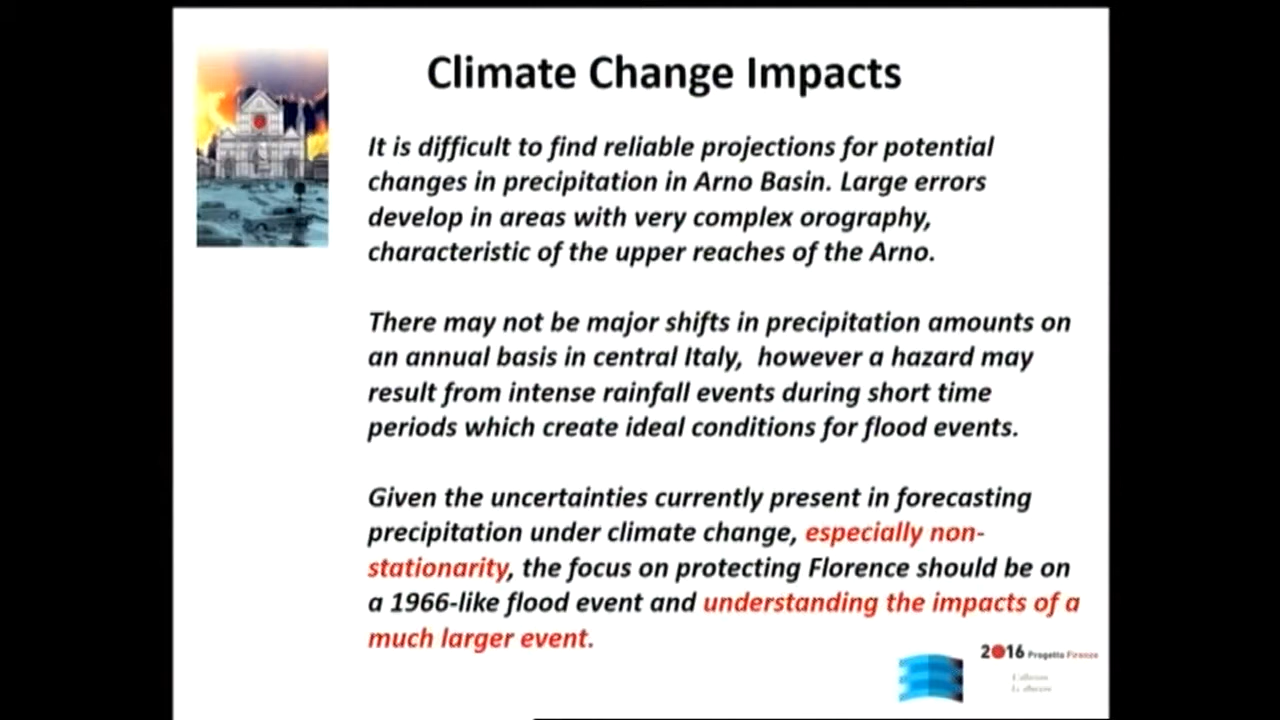 Climate Change Impacts
It is difficult to find reliable projections for potential
changes in precipitation in Arno Basin. Large errors
develop in areas with very complex orography,
characteristic of the upper reaches of the Arno.
There may not be major shifts in precipitation amounts on
an annual basis in central Italy,  however a hazard may
result from intense rainfall events during short time
periods which create ideal conditions for flood events.
Given the uncertainties currently present in forecasting
precipitation under climate change, especially non-
stationarity, the focus on protecting Florence should be on
a 1966-like flood event and understanding the impacts of a
much larger event.
2016 Progetto Firenze